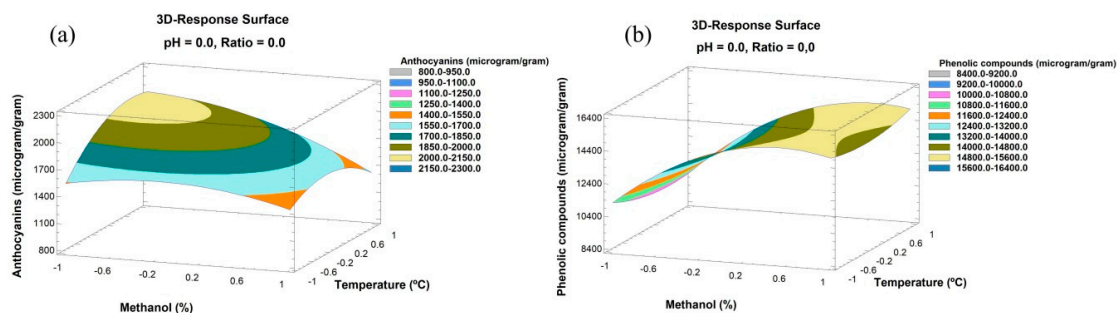 (a)
3D-Response Surface
pH = 0.0, Ratio = 0.0
Anthocyanins (microgram/gram)
800.0-950.0
950.0-1100.0
1100.0-1250.0
1250.0-1400.0
1400.0-1550.0
1550.0-1700.0
1700.0-1850.0
1850.0-2000.0
2000.0-2150.0
2150.0-2300.0
Anthocyanins (microgram/gram)
2300
2000
1700
1400
1100
800
-1 -0.6 -0.2 0.2 0.6 1
Methanol (%)
-1 -0.6 -0.2 0.2 0.6 1
Temperature (ºC)
(b)
3D-Response Surface
pH = 0.0, Ratio = 0,0
Phenolic compounds (microgram/gram)
8400.0-9200.0
9200.0-10000.0
10000.0-10800.0
10800.0-11600.0
11600.0-12400.0
12400.0-13200.0
13200.0-14000.0
14000.0-14800.0
14800.0-15600.0
15600.0-16400.0
Phenolic compounds (microgram/gram)
16400
14400
12400
10400
8400
-1 -0.6 -0.2 0.2 0.6 1
Methanol (%)
-1 -0.6 -0.2 0.2 0.6 1
Temperature (ºC)